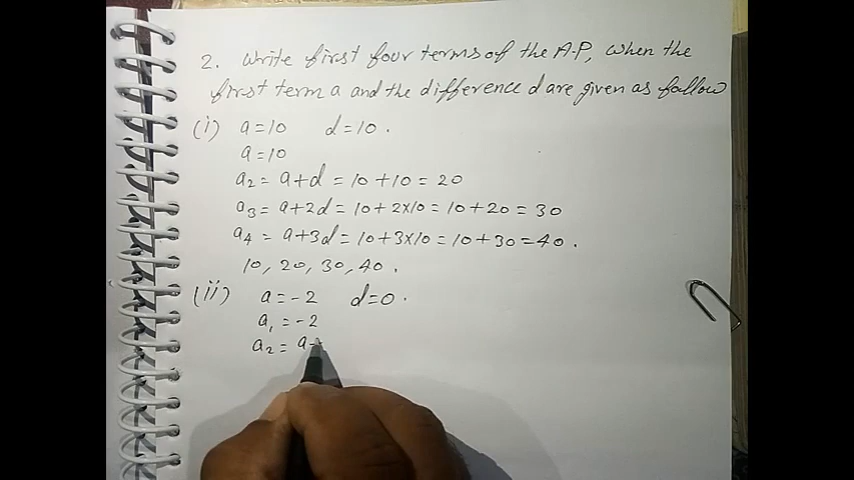 2. Write first four terms of the A.P, when the
first term a and the difference d are given as follow
(i) a=10 d=10.
a=10
a₂ = a+d = 10+10 = 20
a₃ = a+2d = 10+2×10 = 10+20 = 30
a₄ = a+3d = 10+3×10 = 10+30 = 40.
10, 20, 30, 40.
(ii) a=-2 d=0.
a₁ = -2
a₂ = a-